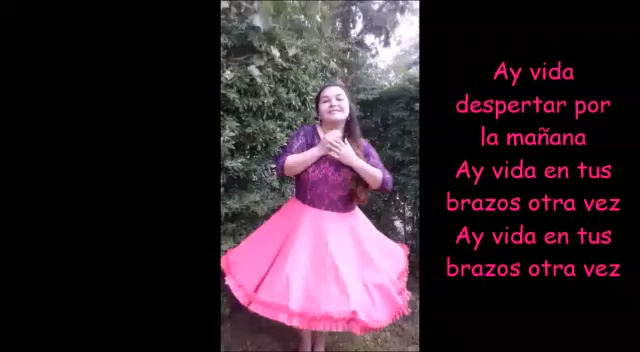 Ay vida
despertar por
la mañana
Ay vida en tus
brazos otra vez
Ay vida en tus
brazos otra vez